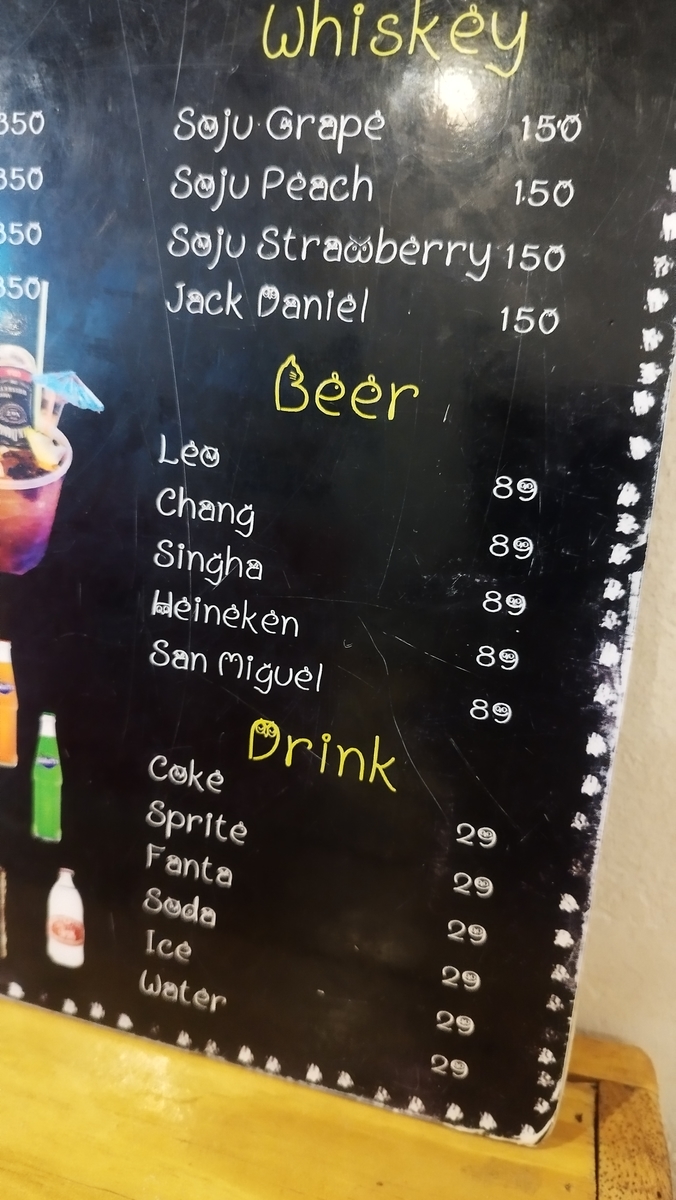 Whiskey
350
Soju Grape 150
350
Soju Peach 150
350
Soju Strawberry 150
350
Jack Daniel 150
Beer
Leo 89
Chang 89
Singha 89
Heineken 89
San Miguel 89
Drink
Coke 29
Sprite 29
Fanta 29
Soda 29
Ice 29
Water 29